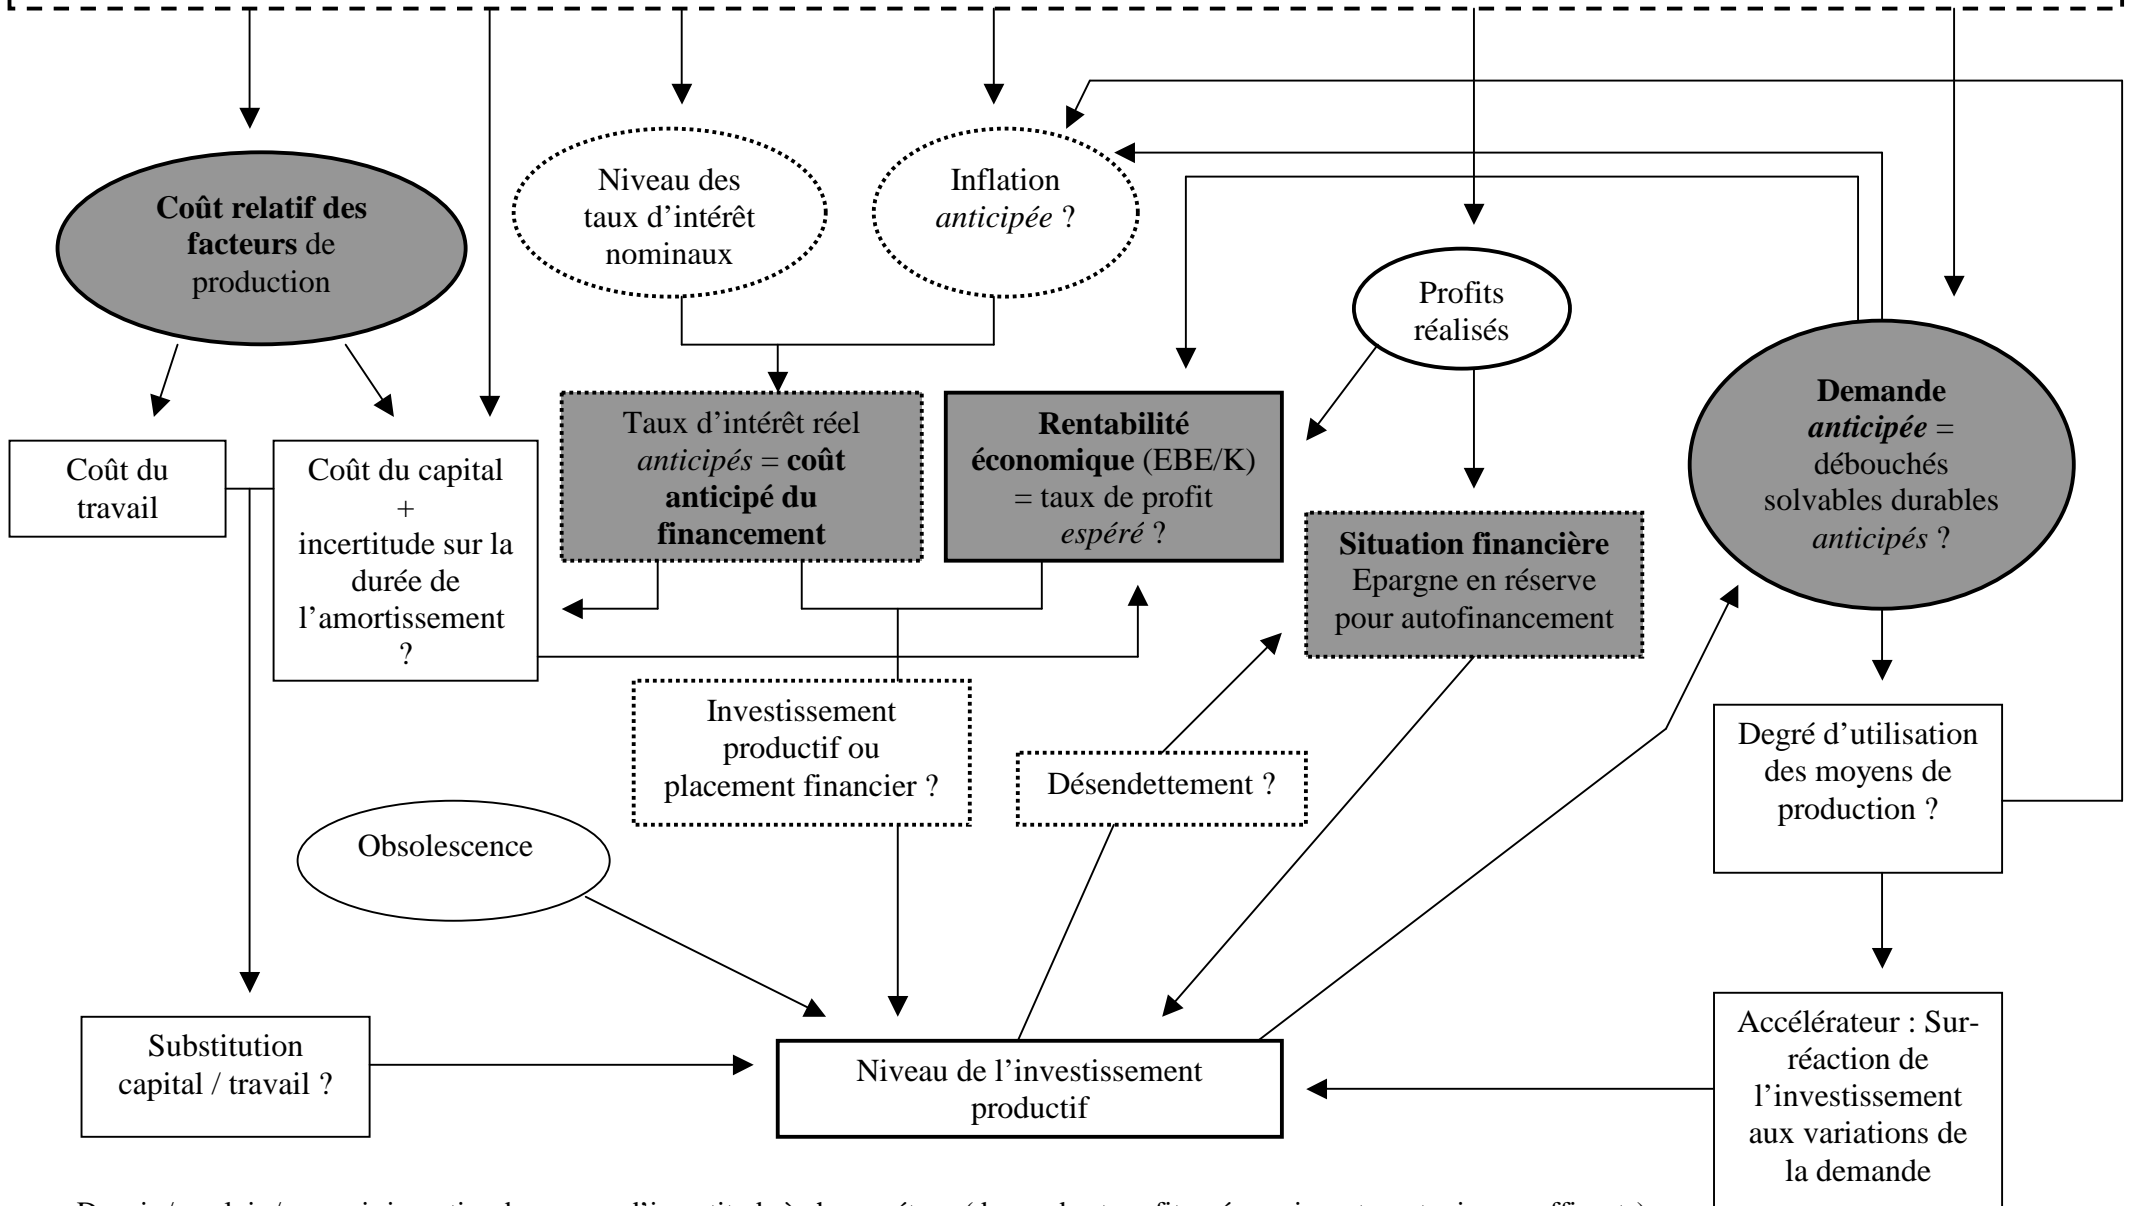 Coût relatif des
facteurs de
production
Niveau des
taux d’intérêt
nominaux
Inflation
anticipée ?
Profits
réalisés
Demande
anticipée =
débouchés
solvables durables
anticipés ?
Coût du
travail
Coût du capital
+
incertitude sur la
durée de
l’amortissement
?
Taux d’intérêt réel
anticipés = coût
anticipé du
financement
Rentabilité
économique (EBE/K)
= taux de profit
espéré ?
Situation financière
Epargne en réserve
pour autofinancement
Investissement
productif ou
placement financier ?
Désendettement ?
Degré d’utilisation
des moyens de
production ?
Obsolescence
Substitution
capital / travail ?
Niveau de l’investissement
productif
Accélérateur : Sur-
réaction de
l’investissement
aux variations de
la demande